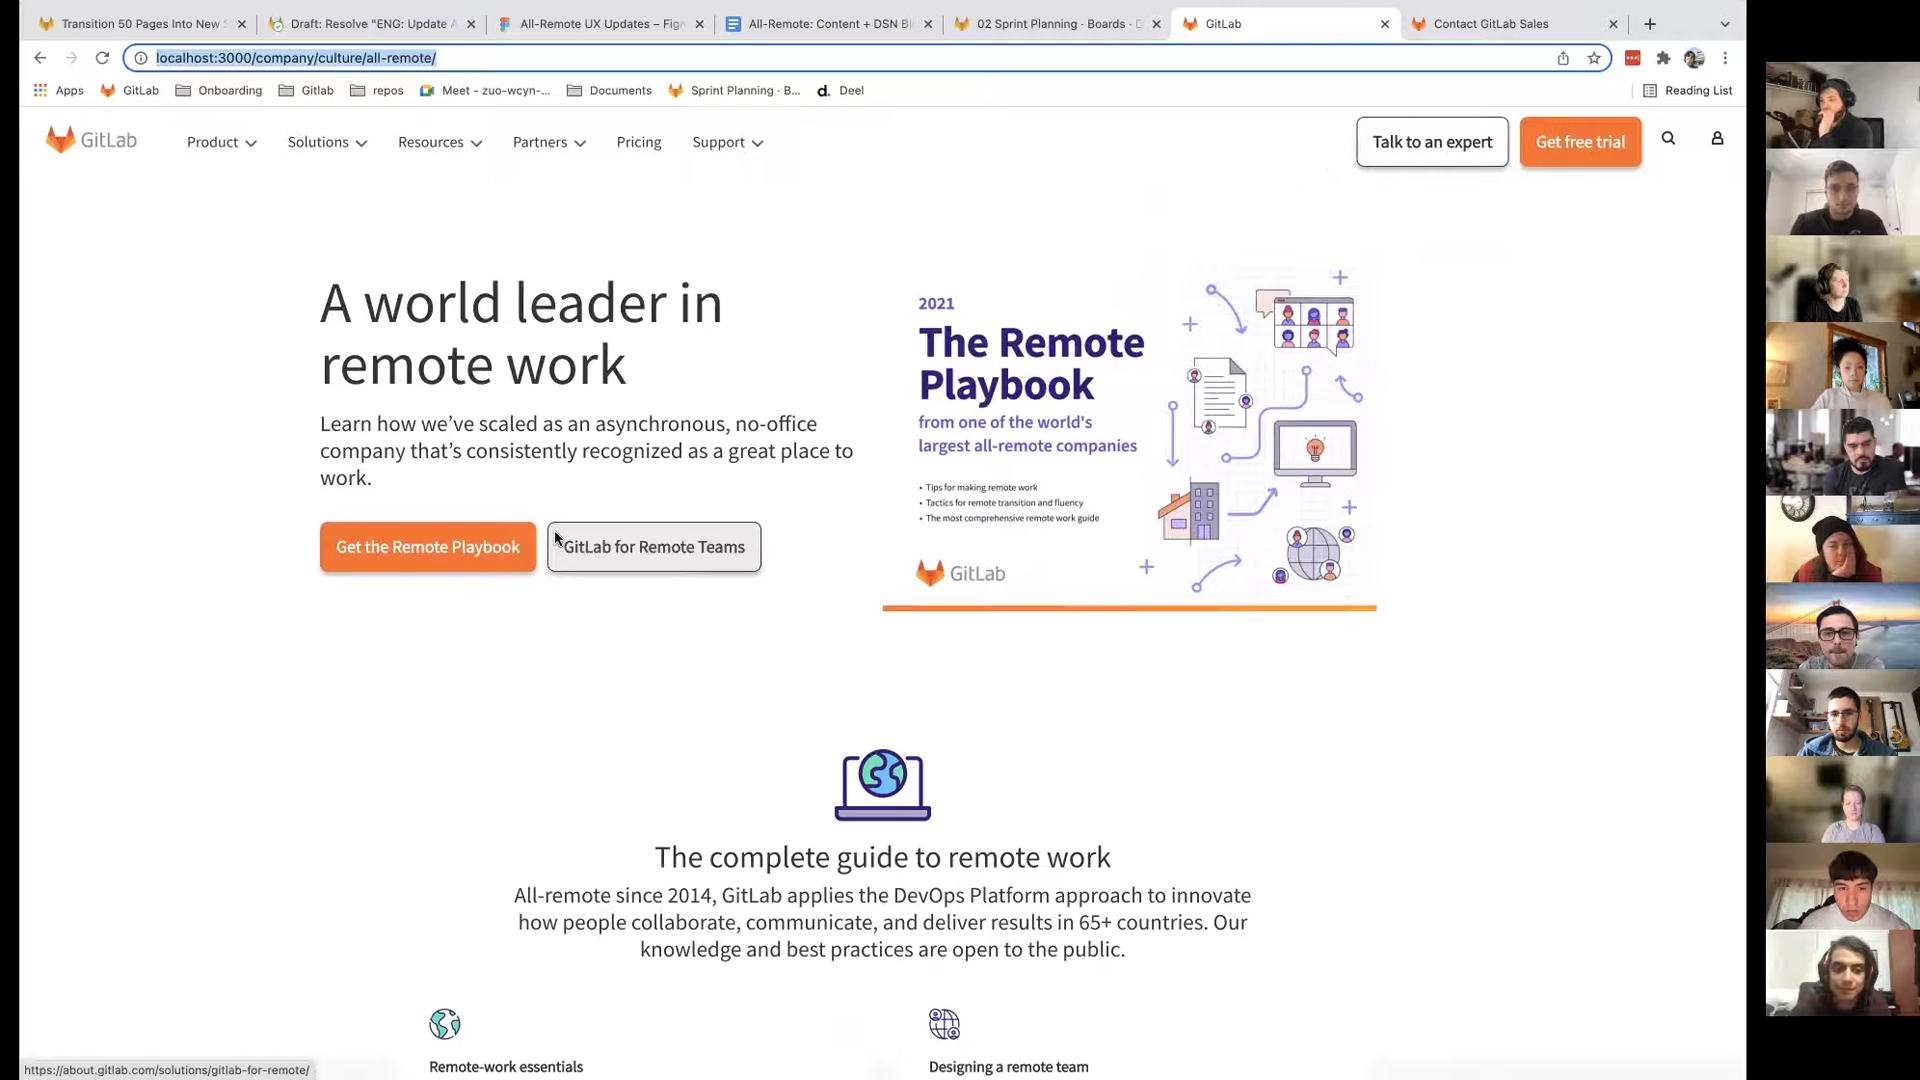 Transition 50 Pages Into New
Draft: Resolve "ENG: Update
All-Remote UX Updates – Fig
All-Remote: Content + DSN B
02 Sprint Planning · Boards ·
GitLab
Contact GitLab Sales
localhost:3000/company/culture/all-remote/
Apps
GitLab
Onboarding
Gitlab
repos
Meet - zuo-wcyn-...
Documents
Sprint Planning · B...
d. Deel
Reading List
GitLab
Product
Solutions
Resources
Partners
Pricing
Support
Talk to an expert
Get free trial
A world leader in
remote work
Learn how we’ve scaled as an asynchronous, no-office
company that’s consistently recognized as a great place to
work.
Get the Remote Playbook
GitLab for Remote Teams
2021
The Remote
Playbook
from one of the world's
largest all-remote companies
• Tips for making remote work
• Tactics for remote transition and fluency
• The most comprehensive remote work guide
GitLab
The complete guide to remote work
All-remote since 2014, GitLab applies the DevOps Platform approach to innovate
how people collaborate, communicate, and deliver results in 65+ countries. Our
knowledge and best practices are open to the public.
Remote-work essentials
Designing a remote team
https://about.gitlab.com/solutions/gitlab-for-remote/